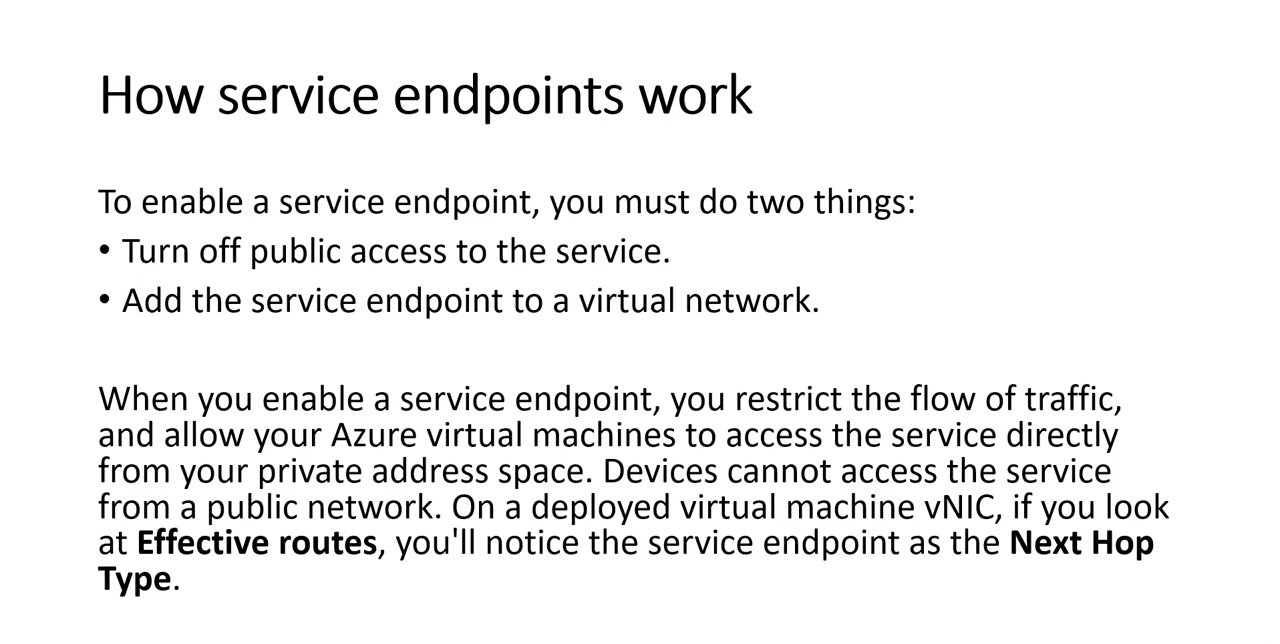 How service endpoints work
To enable a service endpoint, you must do two things:
• Turn off public access to the service.
• Add the service endpoint to a virtual network.
When you enable a service endpoint, you restrict the flow of traffic,
and allow your Azure virtual machines to access the service directly
from your private address space. Devices cannot access the service
from a public network. On a deployed virtual machine vNIC, if you look
at Effective routes, you'll notice the service endpoint as the Next Hop
Type.